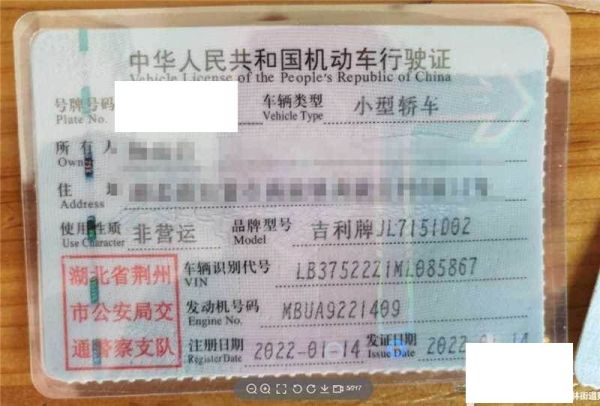 中华人民共和国机动车行驶证
Vehicle License of the People's Republic of China
号牌号码 车辆类型 小型轿车
Plate No. Vehicle Type
所有人
Owner
住 址
Address
使用性质 非营运 品牌型号 吉利牌JL7151D02
Use Character Model
湖北省荆州
市公安局交
通警察支队
车辆识别代号 LB37522Z1ML085867
VIN
发动机号码 MBUA9221409
Engine No.
注册日期 2022-01-14 发证日期 2022-01-14
Register Date Issue Date
林街道